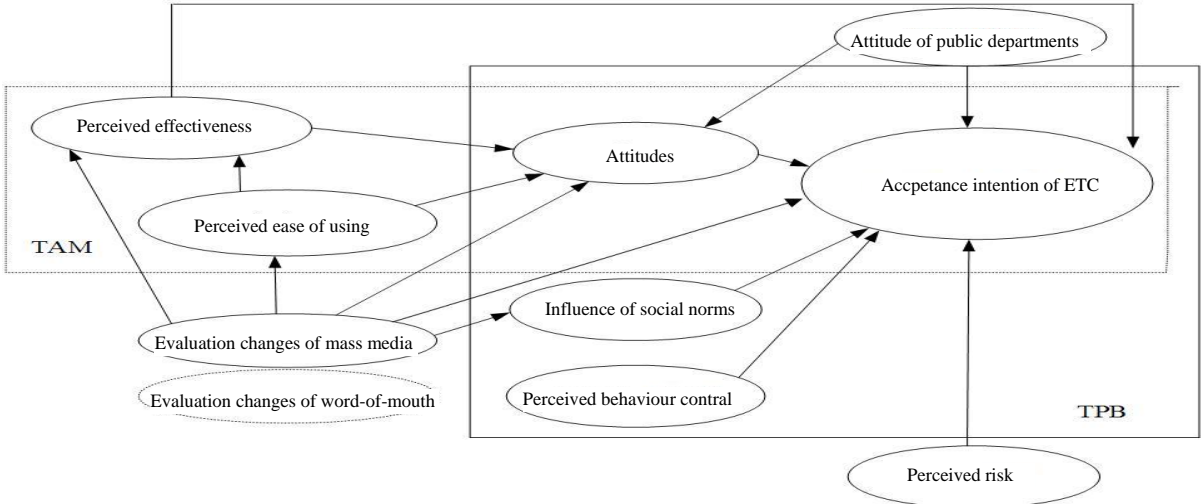 Attitude of public departments
Perceived effectiveness
Attitudes
Accpetance intention of ETC
Perceived ease of using
TAM
Influence of social norms
Evaluation changes of mass media
Perceived behaviour contral
Evaluation changes of word-of-mouth
TPB
Perceived risk